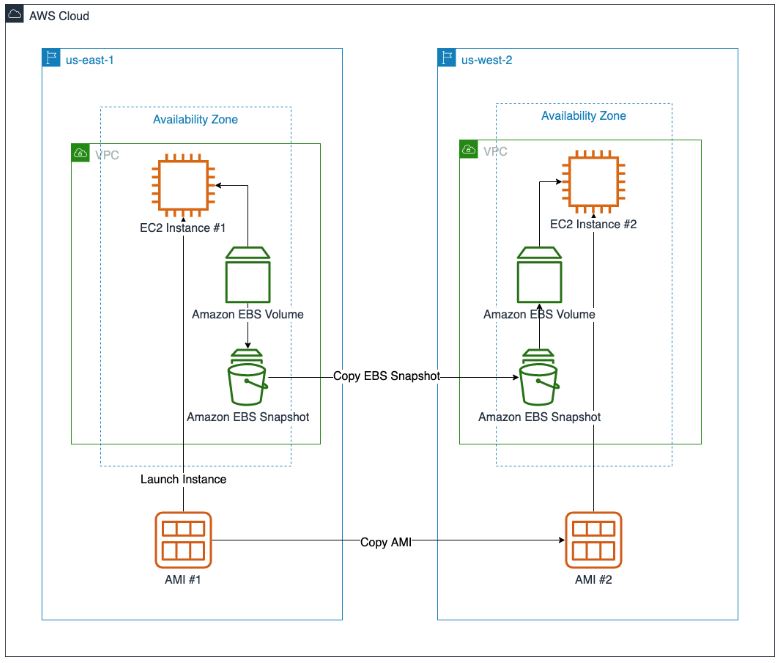 AWS Cloud
us-east-1
us-west-2
Availability Zone
Availability Zone
VPC
VPC
EC2 Instance #1
EC2 Instance #2
Amazon EBS Volume
Amazon EBS Volume
Copy EBS Snapshot
Amazon EBS Snapshot
Amazon EBS Snapshot
Launch Instance
Copy AMI
AMI #1
AMI #2